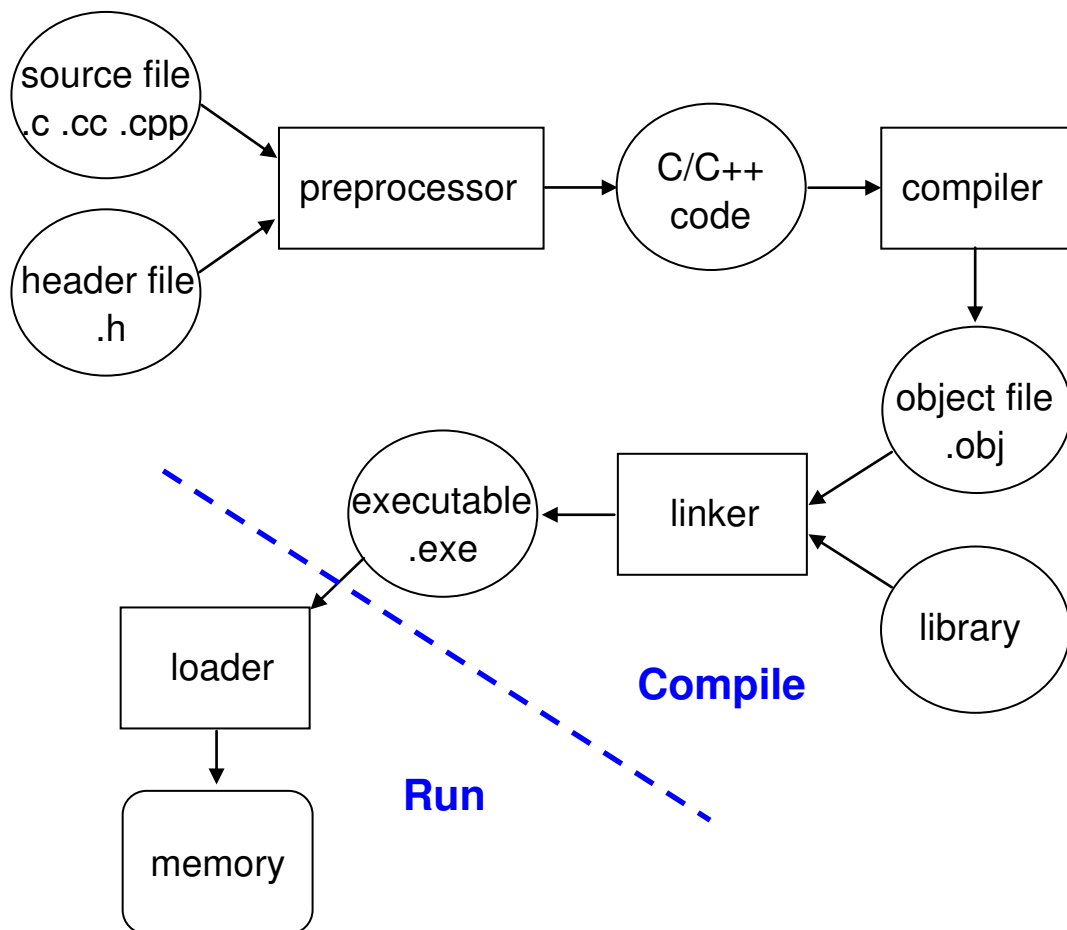 source file
.c .cc .cpp
preprocessor
C/C++
code
compiler
header file
.h
object file
.obj
linker
executable
.exe
library
loader
Compile
Run
memory